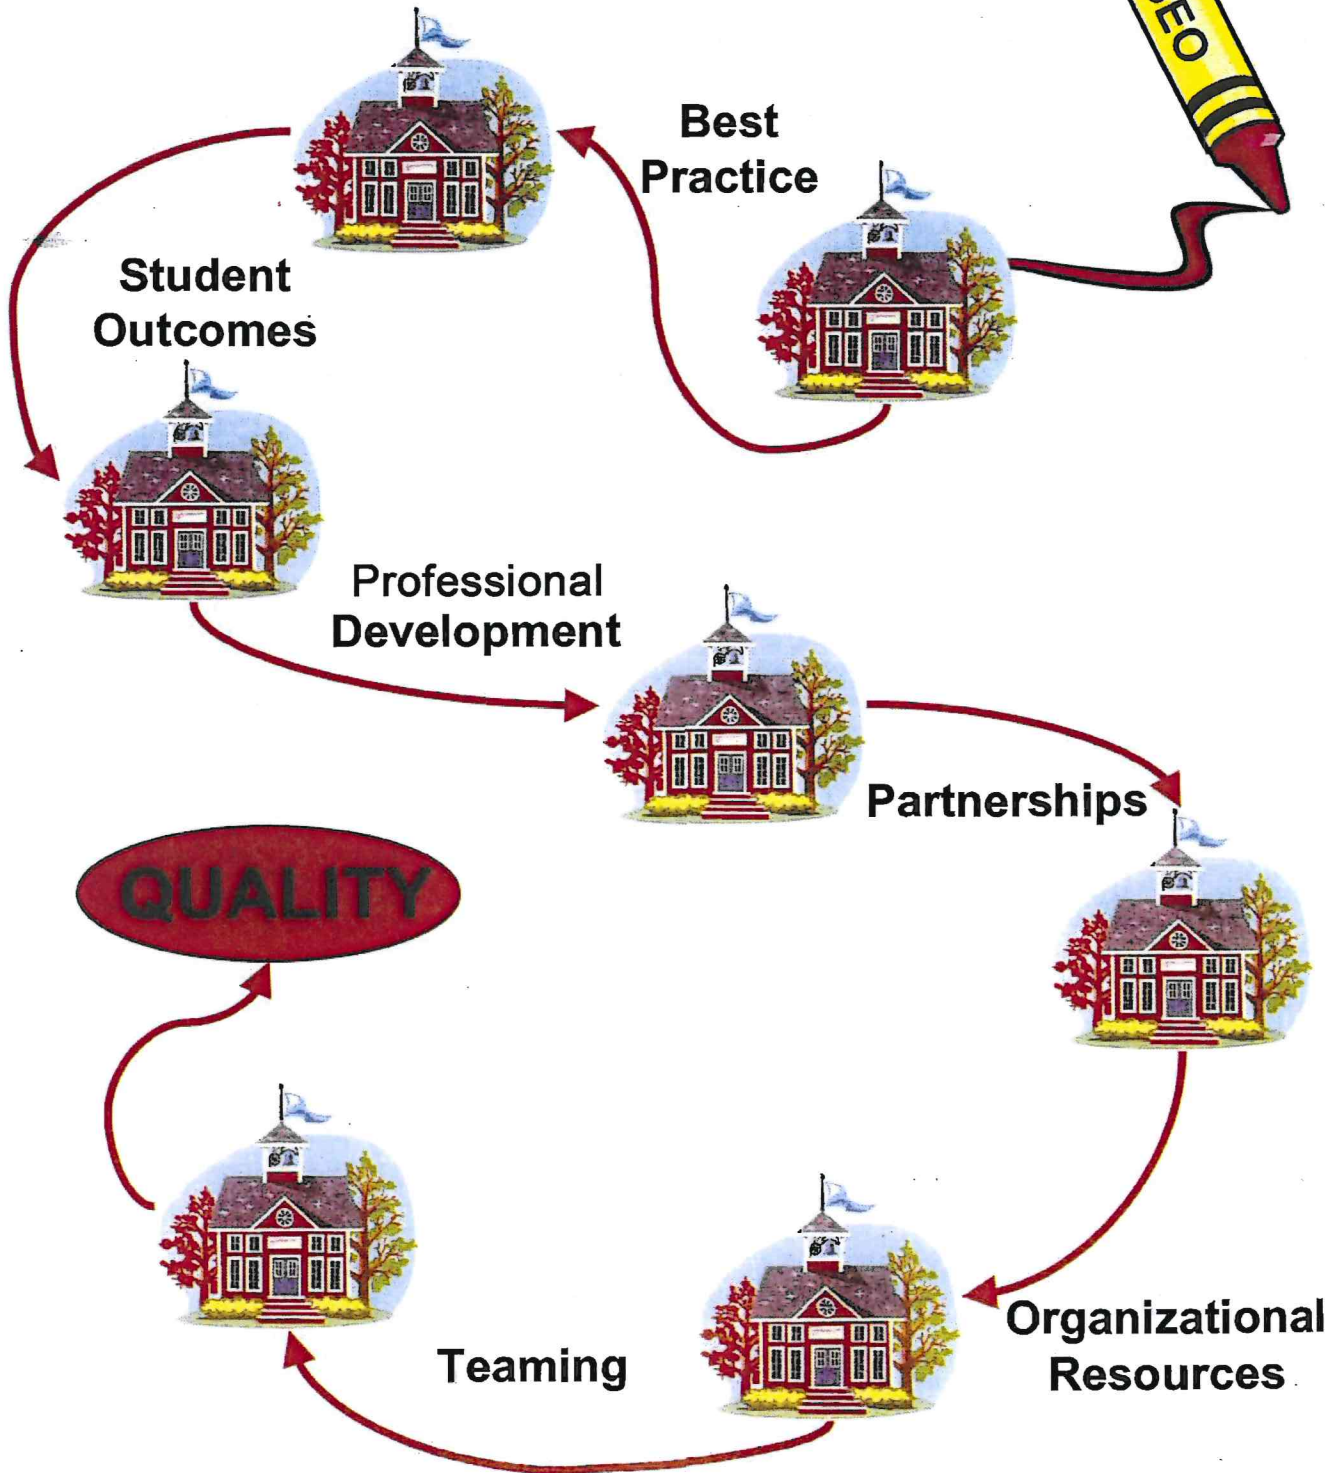 Best
Practice
Student
Outcomes
Professional
Development
Partnerships
QUALITY
Organizational
Resources
Teaming